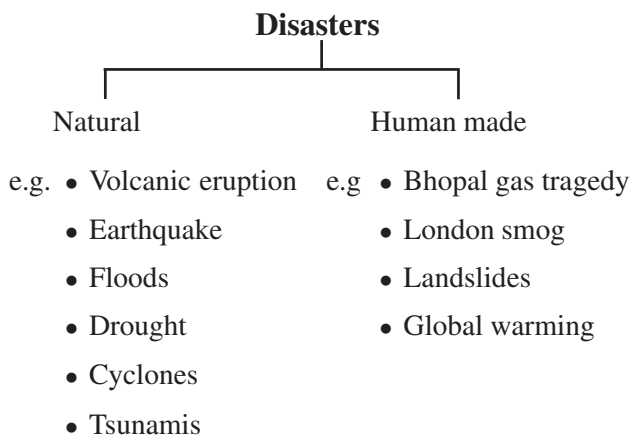 Disasters
Natural
Human made
e.g. • Volcanic eruption
• Earthquake
• Floods
• Drought
• Cyclones
• Tsunamis
e.g • Bhopal gas tragedy
• London smog
• Landslides
• Global warming